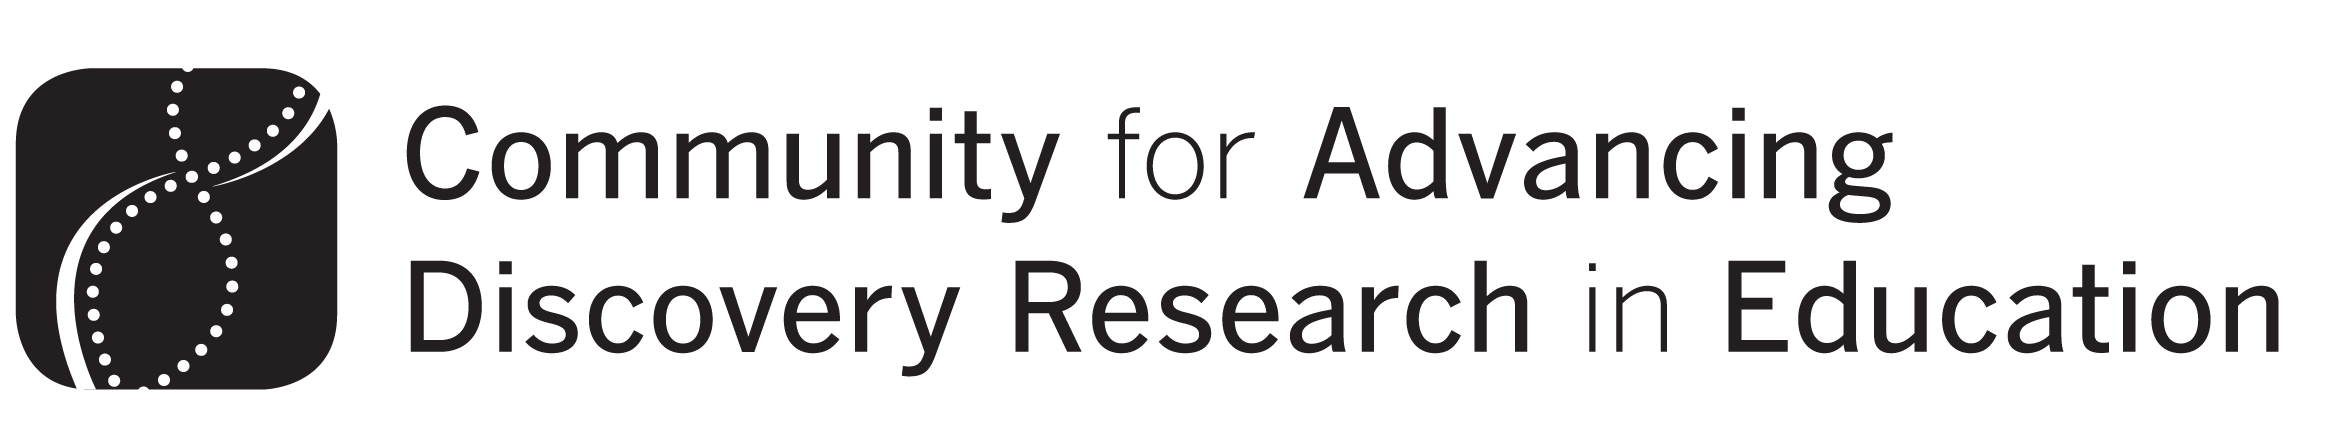 Community for Advancing
Discovery Research in Education